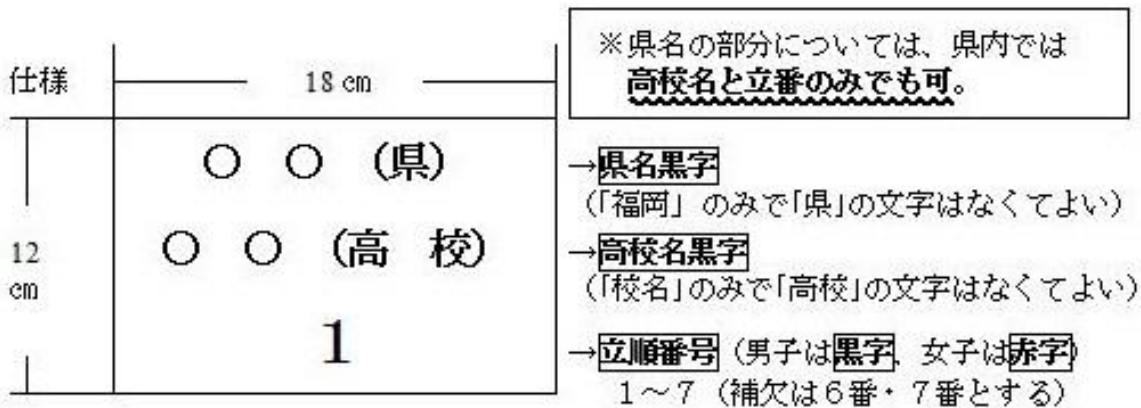 ※県名の部分については、県内では
高校名と立番のみでも可。
仕様
18 cm
12
cm
○ ○ (県)
○ ○ (高 校)
1
→県名黒字
(「福岡」のみで「県」の文字はなくてよい)
→高校名黒字
(「校名」のみで「高校」の文字はなくてよい)
→立順番号 (男子は黒字、女子は赤字)
1～7 (補欠は6番・7番とする)